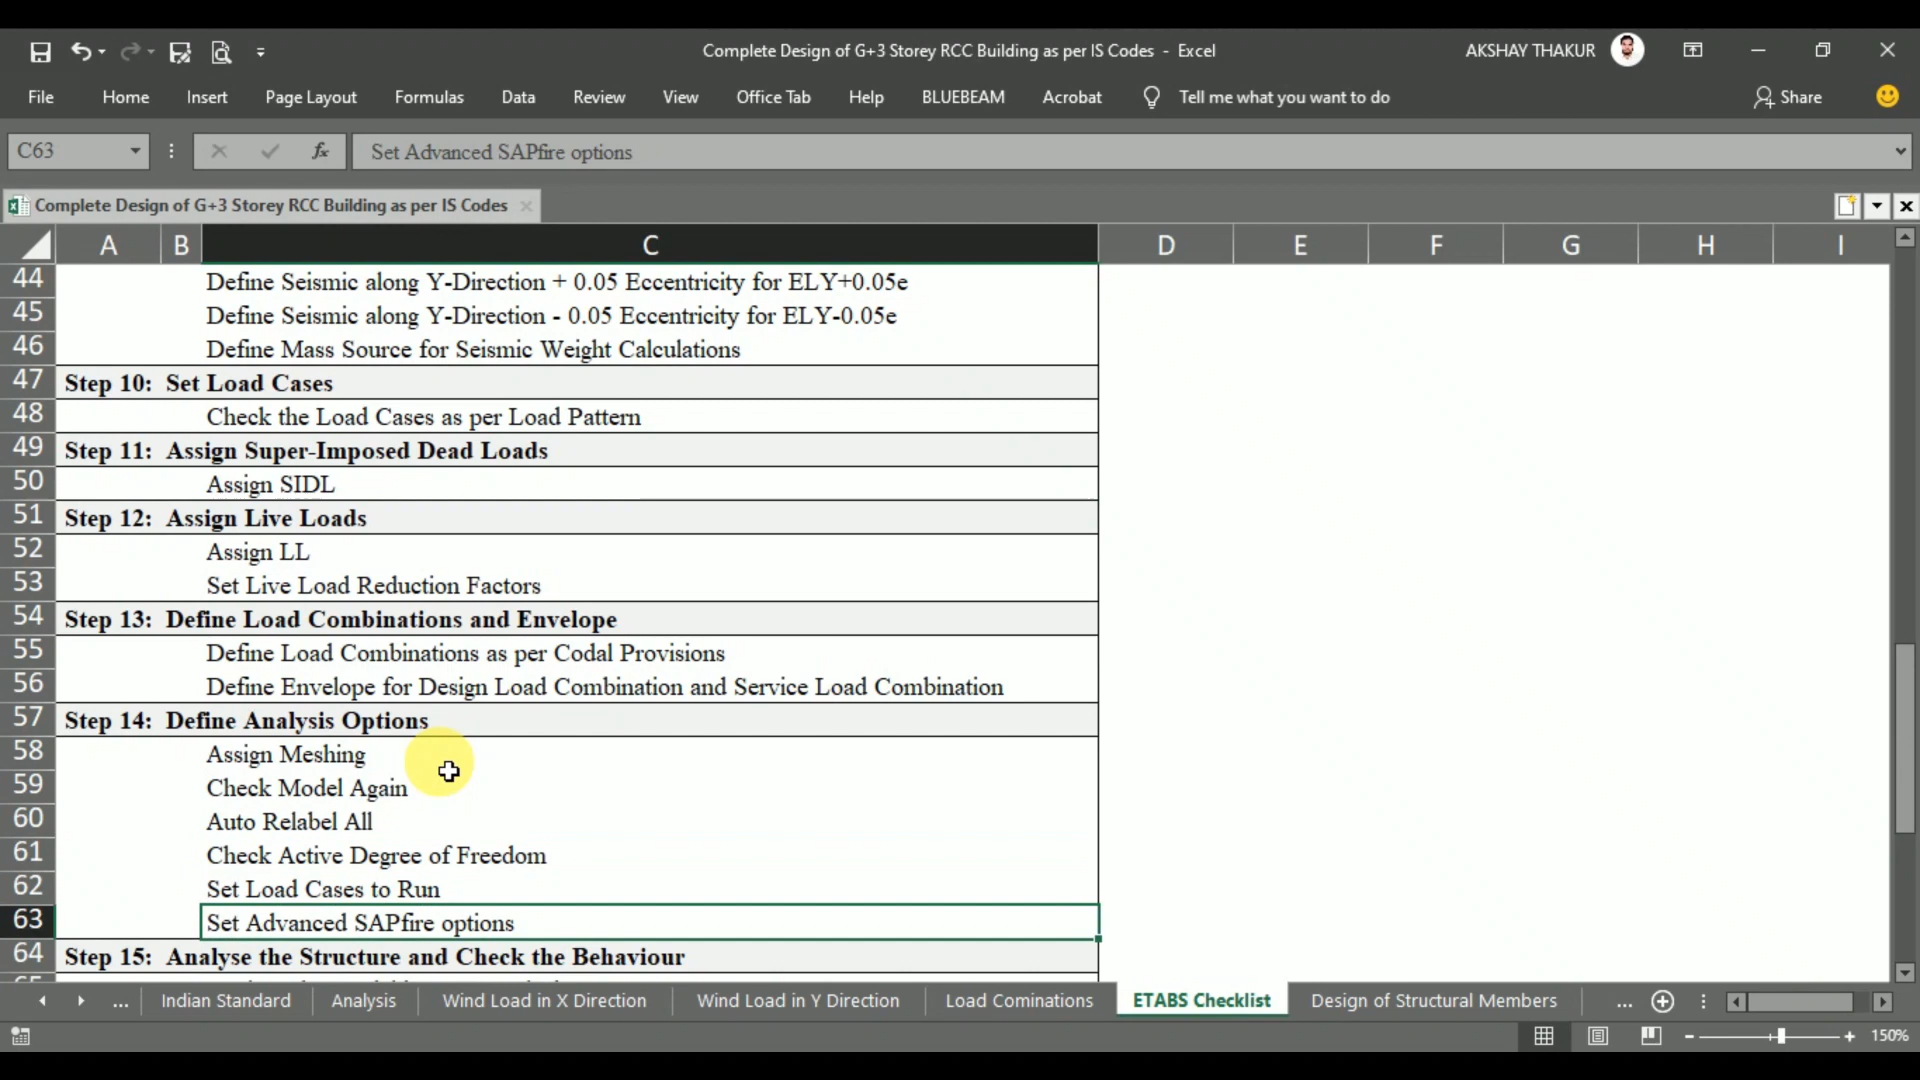 Complete Design of G+3 Storey RCC Building as per IS Codes - Excel
AKSHAY THAKUR
File Home Insert Page Layout Formulas Data Review View Office Tab Help BLUEBEAM Acrobat Tell me what you want to do Share
C63 fx Set Advanced SAPfire options
Complete Design of G+3 Storey RCC Building as per IS Codes
A B C D E F G H I
44 Define Seismic along Y-Direction + 0.05 Eccentricity for ELY+0.05e
45 Define Seismic along Y-Direction - 0.05 Eccentricity for ELY-0.05e
46 Define Mass Source for Seismic Weight Calculations
47 Step 10: Set Load Cases
48 Check the Load Cases as per Load Pattern
49 Step 11: Assign Super-Imposed Dead Loads
50 Assign SIDL
51 Step 12: Assign Live Loads
52 Assign LL
53 Set Live Load Reduction Factors
54 Step 13: Define Load Combinations and Envelope
55 Define Load Combinations as per Codal Provisions
56 Define Envelope for Design Load Combination and Service Load Combination
57 Step 14: Define Analysis Options
58 Assign Meshing
59 Check Model Again
60 Auto Relabel All
61 Check Active Degree of Freedom
62 Set Load Cases to Run
63 Set Advanced SAPfire options
64 Step 15: Analyse the Structure and Check the Behaviour
... Indian Standard Analysis Wind Load in X Direction Wind Load in Y Direction Load Cominations ETABS Checklist Design of Structural Members ...
150%